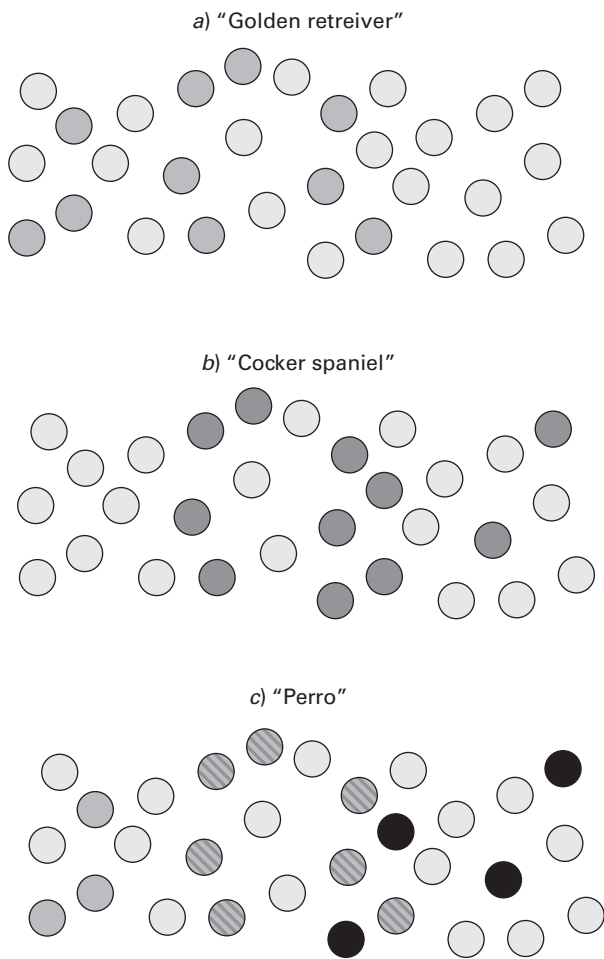 a) “Golden retreiver”
b) “Cocker spaniel”
c) “Perro”